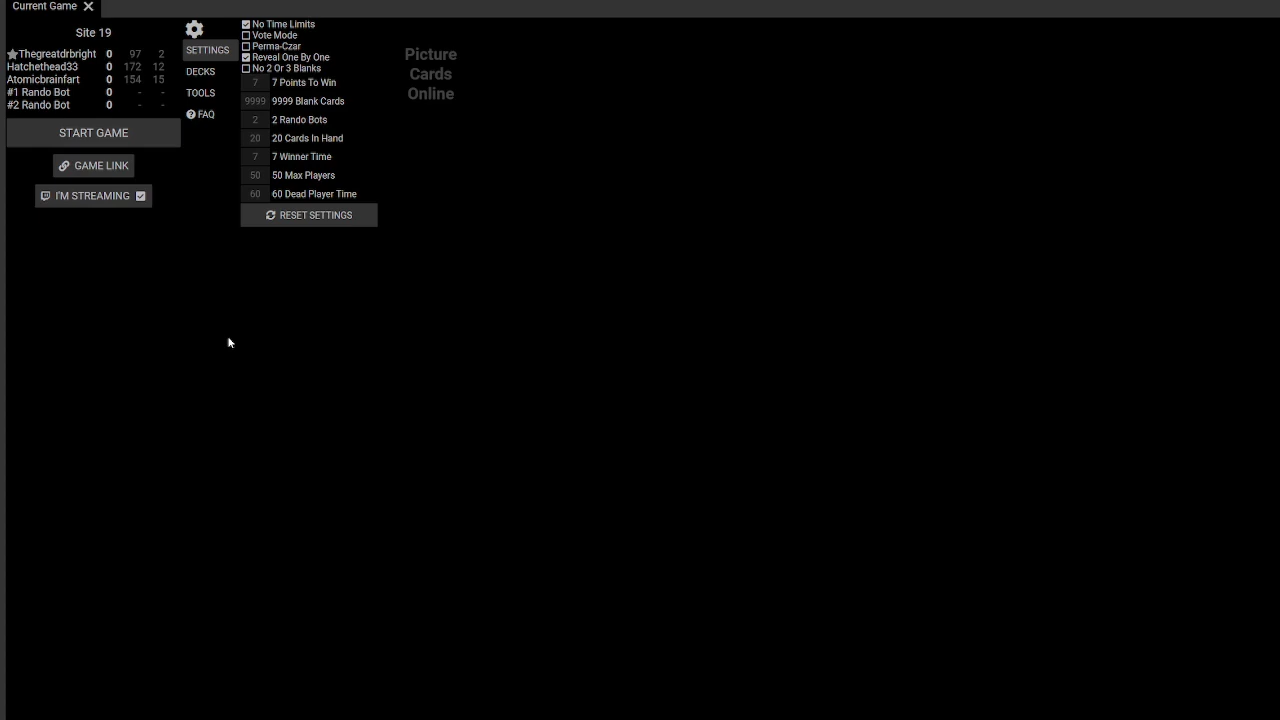 Current Game
Site 19
Thegreatdrbright 0 97 2
Hatchethead33 0 172 12
Atomicbrainfart 0 154 15
#1 Rando Bot 0 - -
#2 Rando Bot 0 - -
START GAME
GAME LINK
I'M STREAMING
SETTINGS
DECKS
TOOLS
FAQ
No Time Limits
Vote Mode
Perma-Czar
Reveal One By One
No 2 Or 3 Blanks
7 7 Points To Win
9999 9999 Blank Cards
2 2 Rando Bots
20 20 Cards In Hand
7 7 Winner Time
50 50 Max Players
60 60 Dead Player Time
RESET SETTINGS
Picture
Cards
Online